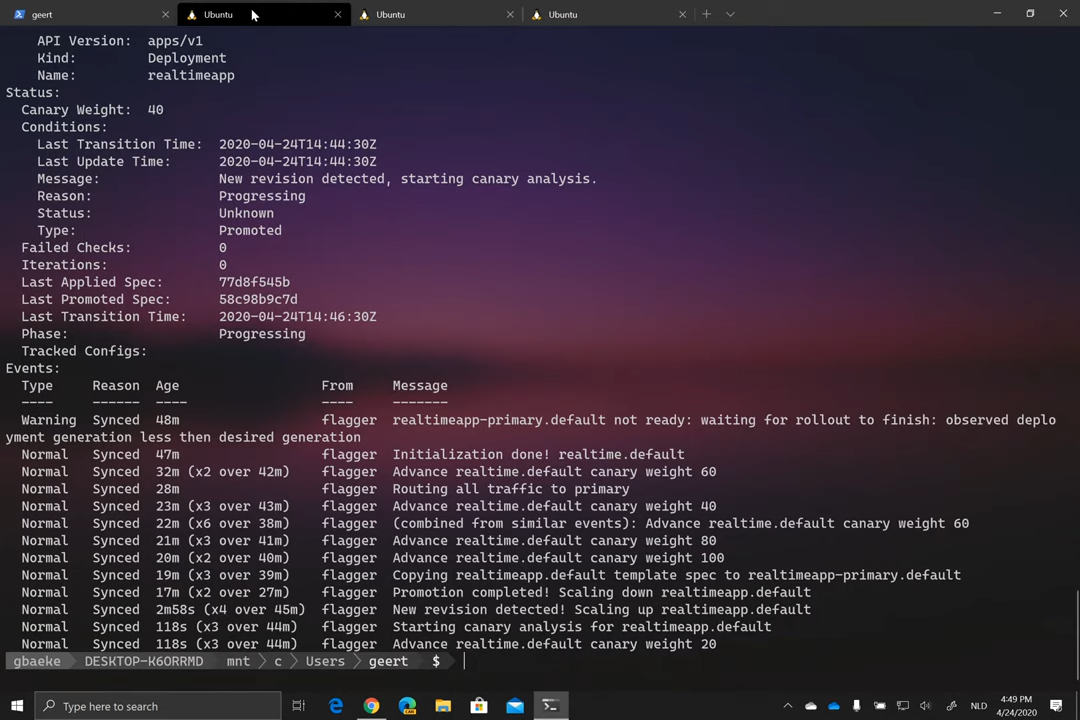 geert
Ubuntu
Ubuntu
Ubuntu
API Version: apps/v1
Kind: Deployment
Name: realtimeapp
Status:
Canary Weight: 40
Conditions:
Last Transition Time: 2020-04-24T14:44:30Z
Last Update Time: 2020-04-24T14:44:30Z
Message: New revision detected, starting canary analysis.
Reason: Progressing
Status: Unknown
Type: Promoted
Failed Checks: 0
Iterations: 0
Last Applied Spec: 77d8f545b
Last Promoted Spec: 58c98b9c7d
Last Transition Time: 2020-04-24T14:46:30Z
Phase: Progressing
Tracked Configs:
Events:
Type Reason Age From Message
---- ------ ---- ---- -------
Warning Synced 48m flagger realtimeapp-primary.default not ready: waiting for rollout to finish: observed deplo
yment generation less then desired generation
Normal Synced 47m flagger Initialization done! realtime.default
Normal Synced 32m (x2 over 42m) flagger Advance realtime.default canary weight 60
Normal Synced 28m flagger Routing all traffic to primary
Normal Synced 23m (x3 over 43m) flagger Advance realtime.default canary weight 40
Normal Synced 22m (x6 over 38m) flagger (combined from similar events): Advance realtime.default canary weight 60
Normal Synced 21m (x3 over 41m) flagger Advance realtime.default canary weight 80
Normal Synced 20m (x2 over 40m) flagger Advance realtime.default canary weight 100
Normal Synced 19m (x3 over 39m) flagger Copying realtimeapp.default template spec to realtimeapp-primary.default
Normal Synced 17m (x2 over 27m) flagger Promotion completed! Scaling down realtimeapp.default
Normal Synced 2m58s (x4 over 45m) flagger New revision detected! Scaling up realtimeapp.default
Normal Synced 118s (x3 over 44m) flagger Starting canary analysis for realtimeapp.default
Normal Synced 118s (x3 over 44m) flagger Advance realtime.default canary weight 20
gbaeke DESKTOP-K6ORRMD mnt c Users geert $
Type here to search
NLD
4:49 PM
4/24/2020